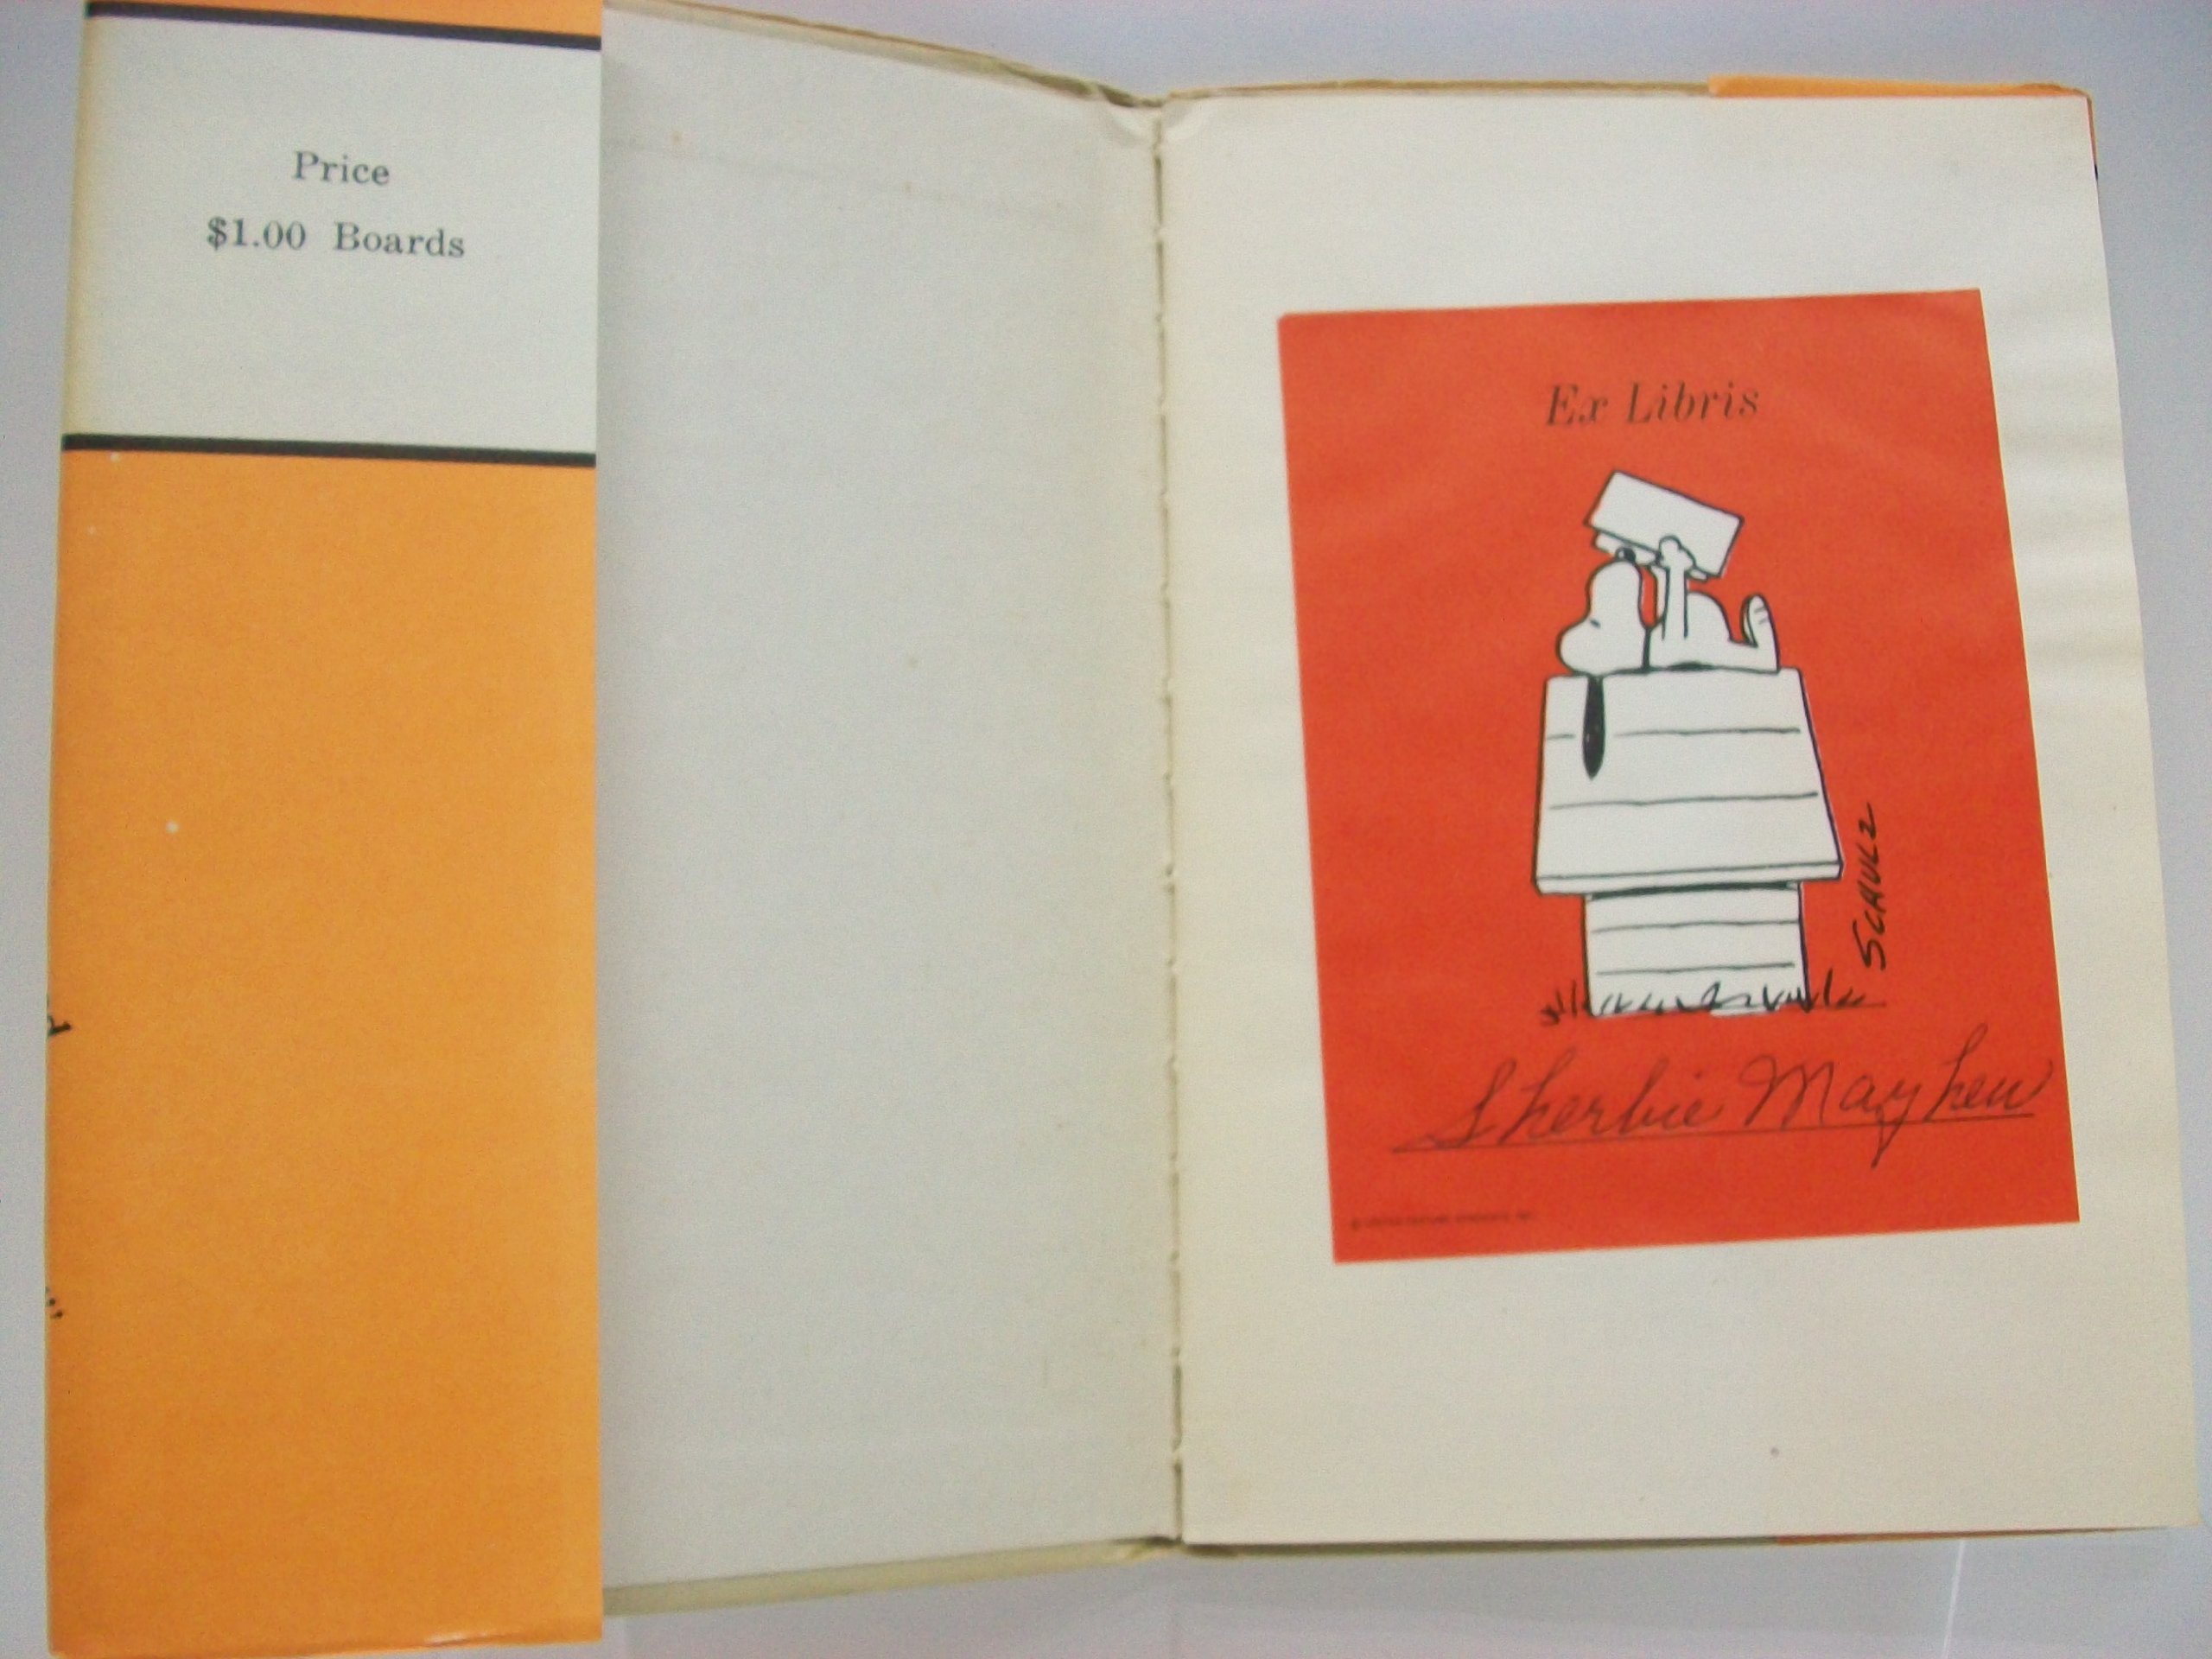 Price
$1.00 Boards
Ex Libris
SCHULZ
Sherbie Mayhew